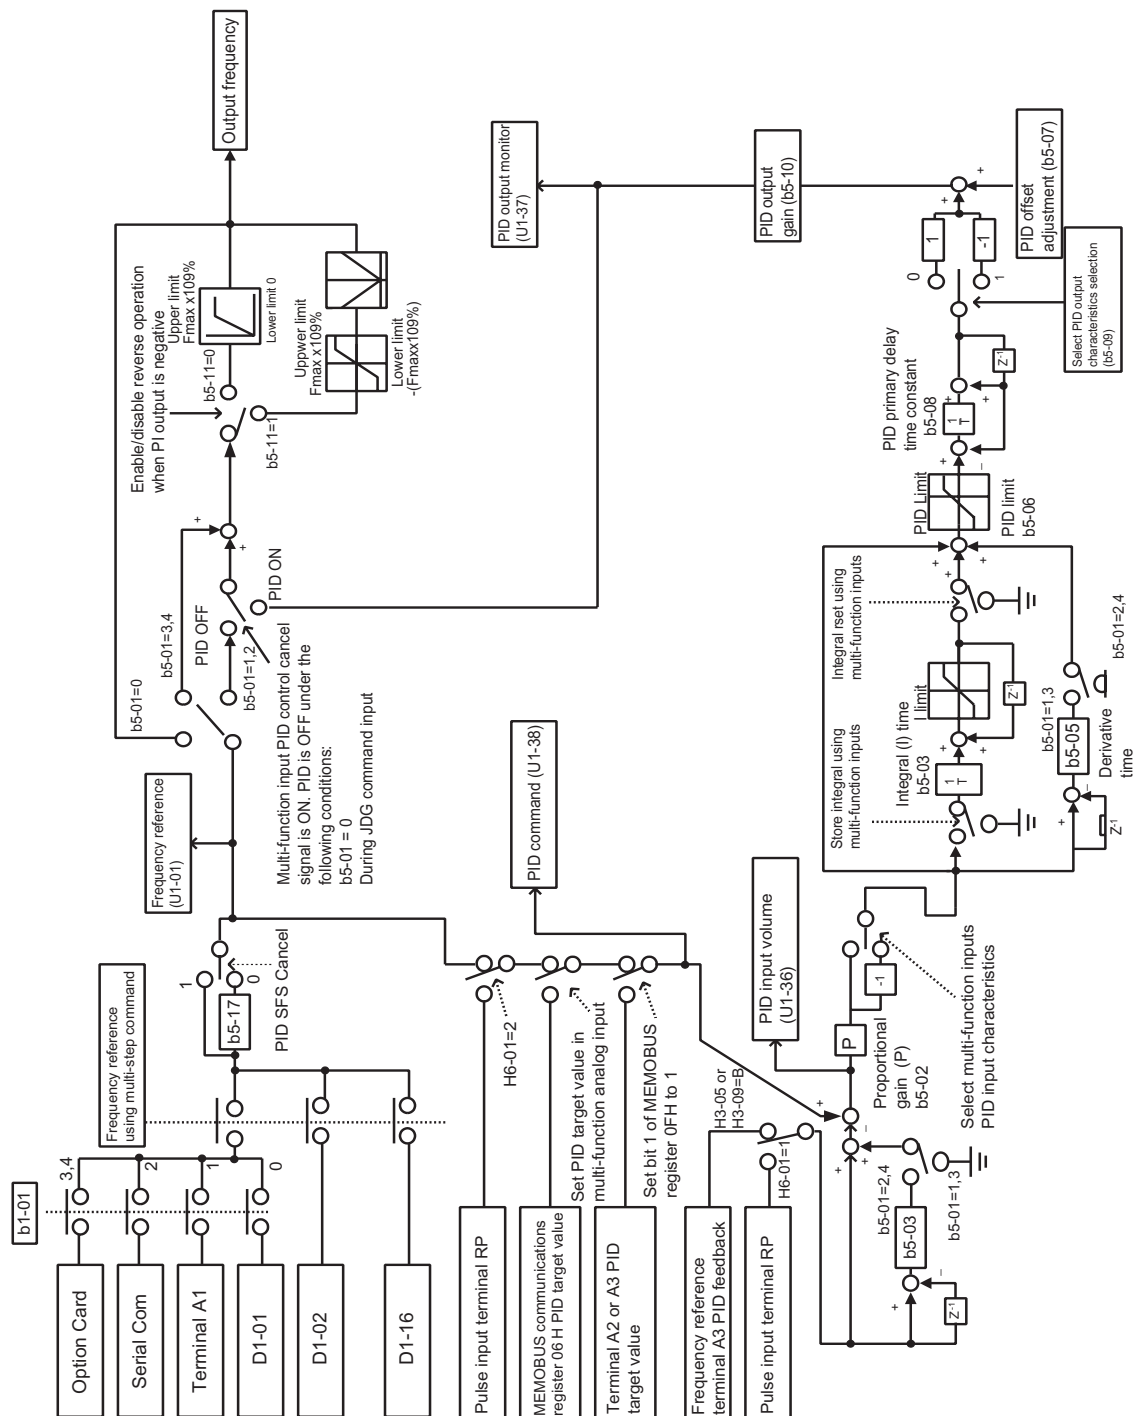 b1-01
Option Card
Serial Com
Terminal A1
D1-01
D1-02
D1-16
3,4
2
1
0
Frequency reference
using multi-step command
b5-17
1
0
PID SFS Cancel
Frequency reference
(U1-01)
b5-01=0
b5-01=3,4
PID OFF
b5-01=1,2
PID ON
+
+
Multi-function input PID control cancel
signal is ON. PID is OFF under the
following conditions:
b5-01 = 0
During JDG command input
Enable/disable reverse operation
when PI output is negative
b5-11=0
b5-11=1
Upper limit
Fmax x109%
Lower limit 0
Uppwer limit
Fmax x109%
Lower limit
-(Fmaxx109%)
Output frequency
Pulse input terminal RP
MEMOBUS communications
register 06 H PID target value
Terminal A2 or A3 PID
target value
H6-01=2
Set PID target value in
multi-function analog input
Set bit 1 of MEMOBUS
register 0FH to 1
PID command (U1-38)
PID output monitor
(U1-37)
Frequency reference
terminal A3 PID feedback
Pulse input terminal RP
H3-05 or
H3-09=B
H6-01=1
PID input volume
(U1-36)
+
-
+
+
P
Proportional
gain (P)
b5-02
-1
Select multi-function inputs
PID input characteristics
b5-01=2,4
b5-03
b5-01=1,3
+
-
Z-1
Store integral using
multi-function inputs
Integral (I) time
b5-03
1
T
+
+
I limit
Z-1
Integral rset using
multi-function inputs
+
-
Z-1
b5-05
Derivative
time
b5-01=1,3
b5-01=2,4
+
+
+
PID Limit
PID limit
b5-06
PID primary delay
time constant
b5-08
+
-
1
T
+
+
Z-1
0
1
1
-1
Select PID output
characteristics selection
(b5-09)
PID offset
adjustment (b5-07)
+
+
PID output
gain (b5-10)